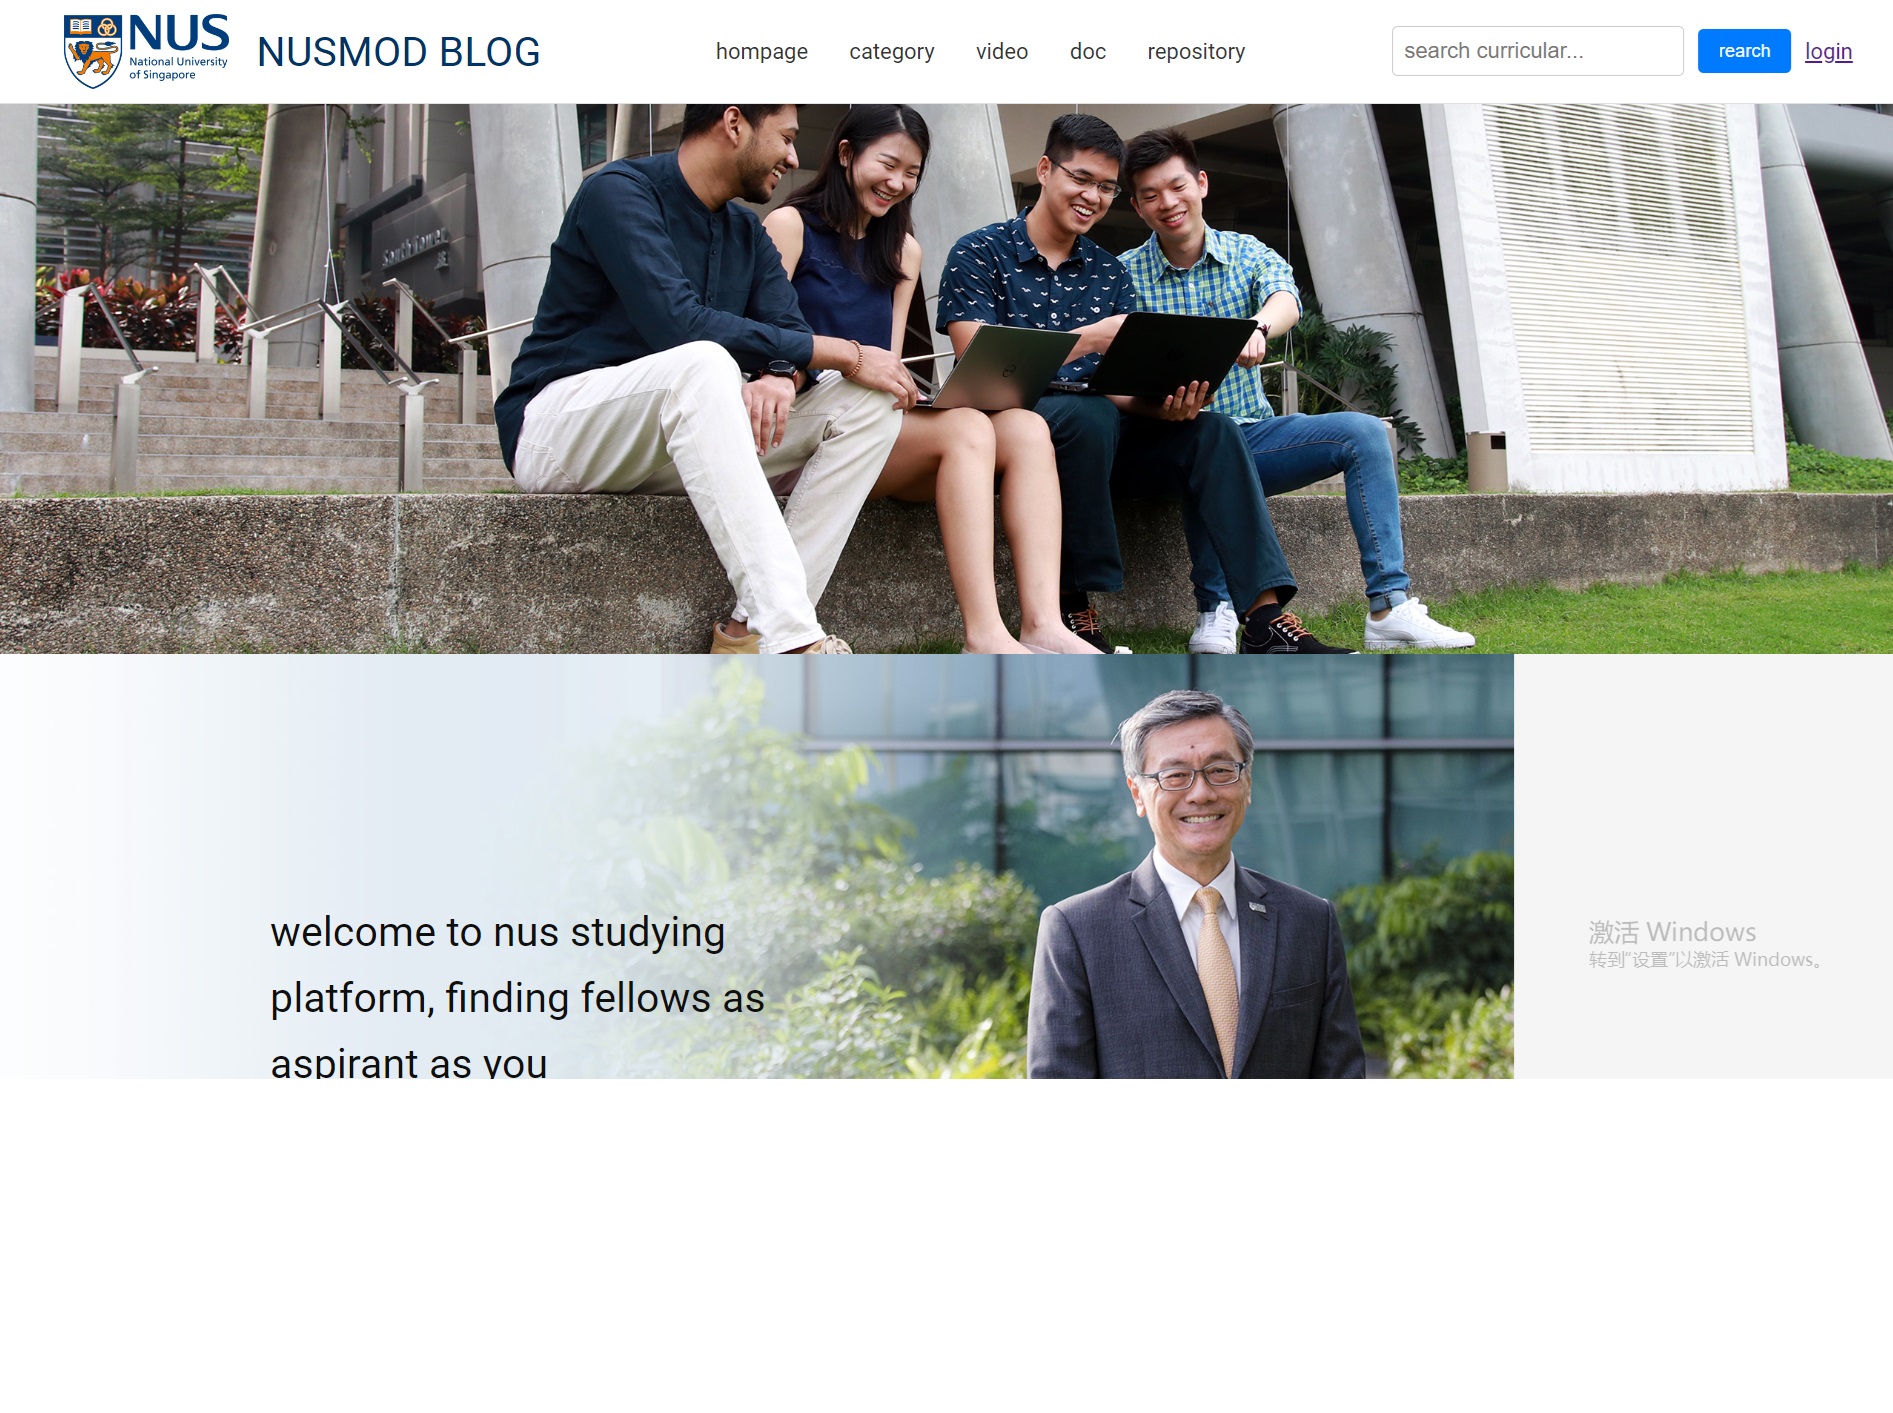 NUS
National University
of Singapore
NUSMOD BLOG
hompage
category
video
doc
repository
search curricular...
rearch
login
South Tower
welcome to nus studying
platform, finding fellows as
aspirant as you
激活 Windows
转到"设置"以激活 Windows。